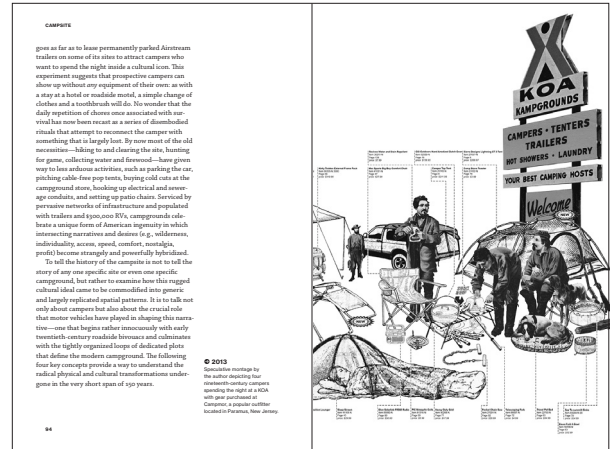 CAMPSITE
goes as far as to lease permanently parked Airstream
trailers on some of its sites to attract campers who
want to spend the night inside a cultural icon. This
experiment suggests that prospective campers can
show up without any equipment of their own: as with
a stay at a hotel or roadside motel, a simple change of
clothes and a toothbrush will do. No wonder that the
daily repetition of chores once associated with sur-
vival has now been recast as a series of disembodied
rituals that attempt to reconnect the camper with
something that is largely lost. By now most of the old
necessities—hiking to and clearing the site, hunting
for game, collecting water and firewood—have given
way to less arduous activities, such as parking the car,
pitching cable-free pop tents, buying cold cuts at the
campground store, hooking up electrical and sewer-
age conduits, and setting up patio chairs. Serviced by
pervasive networks of infrastructure and populated
with trailers and $300,000 RVs, campgrounds cele-
brate a unique form of American ingenuity in which
intersecting narratives and desires (e.g., wilderness,
individuality, access, speed, comfort, nostalgia,
profit) become strangely and powerfully hybridized.
To tell the history of the campsite is not to tell the
story of any one specific site or even one specific
campground, but rather to examine how this rugged
cultural ideal came to be commodified into generic
and largely replicated spatial patterns. It is to talk not
only about campers but also about the crucial role
that motor vehicles have played in shaping this narra-
tive—one that begins rather innocuously with early
twentieth-century roadside bivouacs and culminates
with the tightly organized loops of dedicated plots
that define the modern campground. The following
four key concepts provide a way to understand the
radical physical and cultural transformations under-
gone in the very short span of 150 years.
© 2013
Speculative montage by
the author depicting four
nineteenth-century campers
spending the night at a KOA
with gear purchased at
Campmor, a popular outfitter
located in Paramus, New Jersey.
94
KOA
KAMPGROUNDS
CAMPERS • TENTERS
TRAILERS
HOT SHOWERS • LAUNDRY
YOUR BEST CAMPING HOSTS
Welcome
NEW